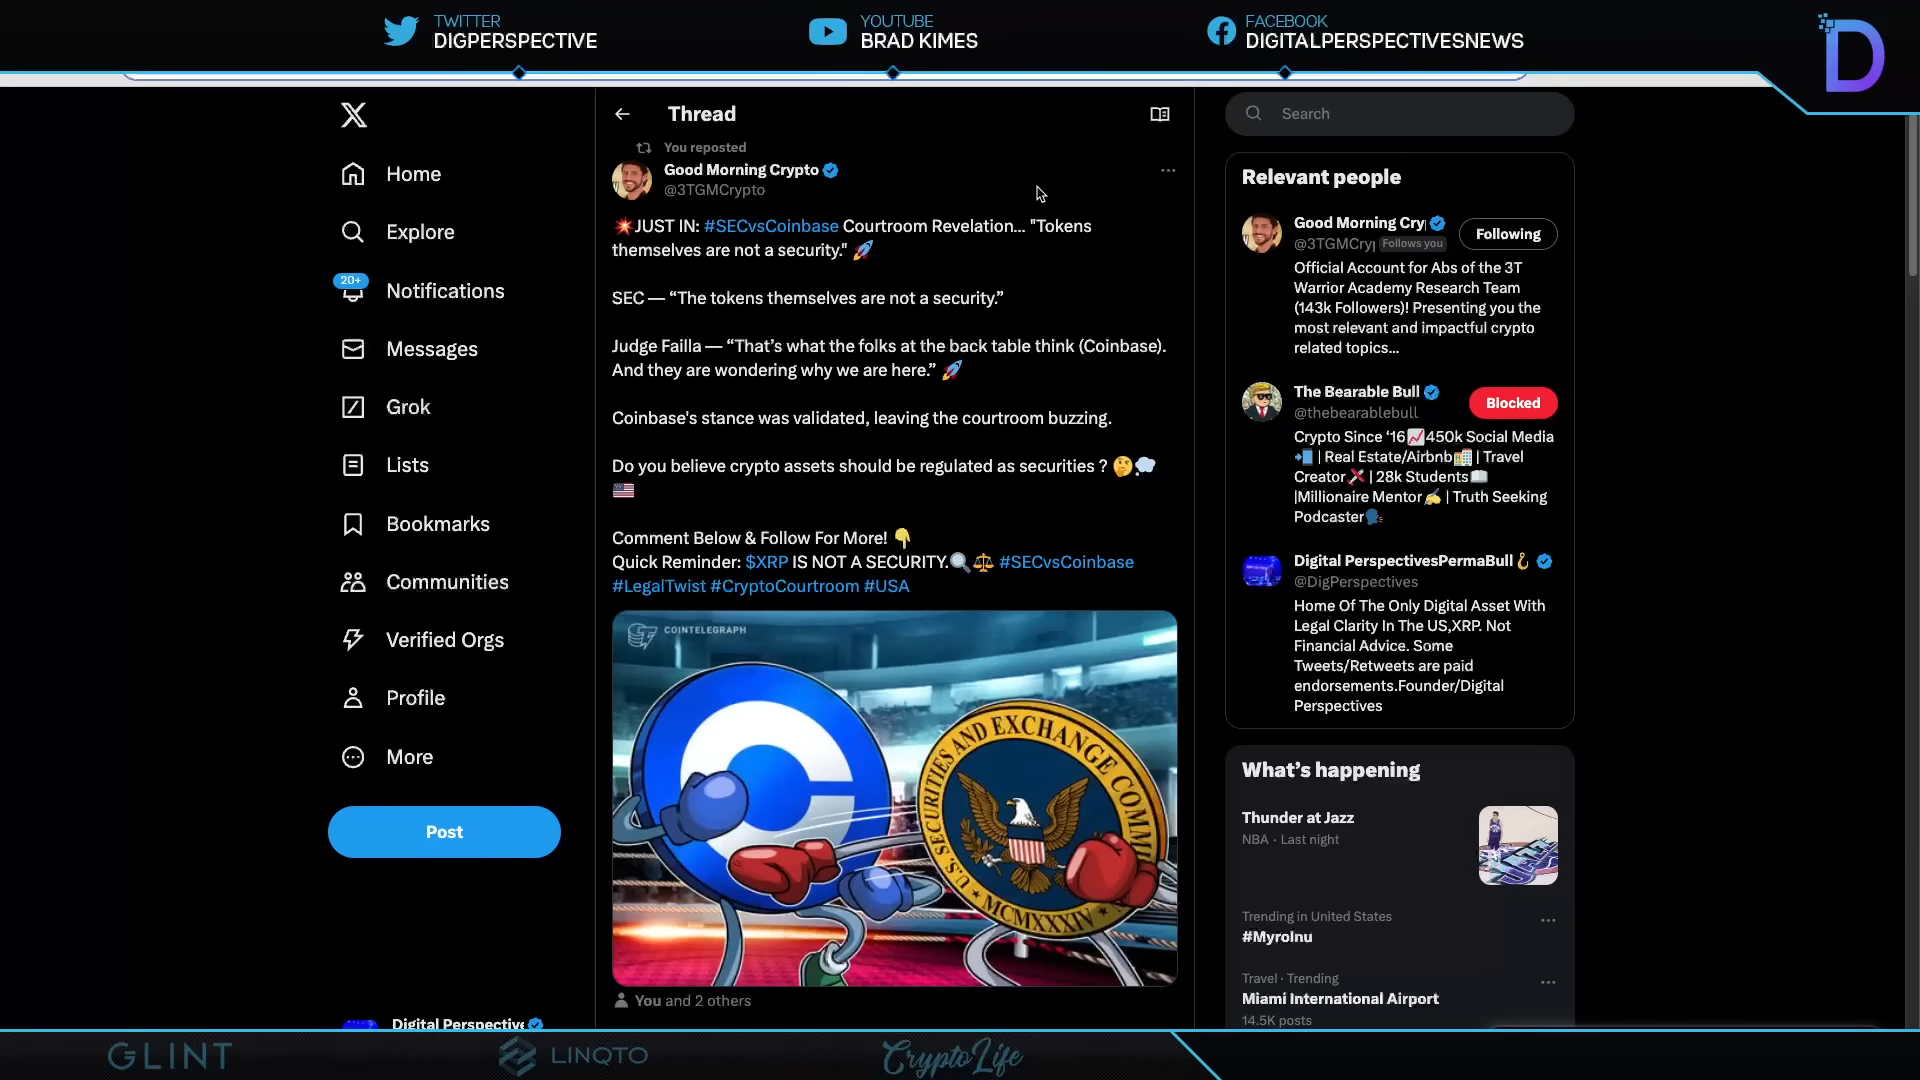 TWITTER
DIGPERSPECTIVE
YOUTUBE
BRAD KIMES
FACEBOOK
DIGITALPERSPECTIVESNEWS
D
Home
Explore
20+
Notifications
Messages
Grok
Lists
Bookmarks
Communities
Verified Orgs
Profile
More
Post
Digital Perspective
Thread
You reposted
Good Morning Crypto
@3TGMCrypto
💥JUST IN: #SECvsCoinbase Courtroom Revelation... "Tokens
themselves are not a security." 🚀
SEC — “The tokens themselves are not a security.”
Judge Failla — “That’s what the folks at the back table think (Coinbase).
And they are wondering why we are here.” 🚀
Coinbase's stance was validated, leaving the courtroom buzzing.
Do you believe crypto assets should be regulated as securities ? 🤔💭
🇺🇸
Comment Below & Follow For More! 👇
Quick Reminder: $XRP IS NOT A SECURITY.🔍⚖️ #SECvsCoinbase
#LegalTwist #CryptoCourtroom #USA
COINTELEGRAPH
U.S. SECURITIES AND EXCHANGE COMM
MCMXXXIV
You and 2 others
Search
Relevant people
Good Morning Cry
@3TGMCry
Follows you
Following
Official Account for Abs of the 3T
Warrior Academy Research Team
(143k Followers)! Presenting you the
most relevant and impactful crypto
related topics...
The Bearable Bull
@thebearablebull
Blocked
Crypto Since ‘16📈450k Social Media
📲 | Real Estate/Airbnb🏨 | Travel
Creator✈️ | 28k Students📖
|Millionaire Mentor✍️ | Truth Seeking
Podcaster🗣️
Digital PerspectivesPermaBull🪝
@DigPerspectives
Home Of The Only Digital Asset With
Legal Clarity In The US,XRP. Not
Financial Advice. Some
Tweets/Retweets are paid
endorsements.Founder/Digital
Perspectives
What’s happening
Thunder at Jazz
NBA · Last night
Trending in United States
#MyroInu
Travel · Trending
Miami International Airport
14.5K posts
GLINT
LINQTO
CryptoLife